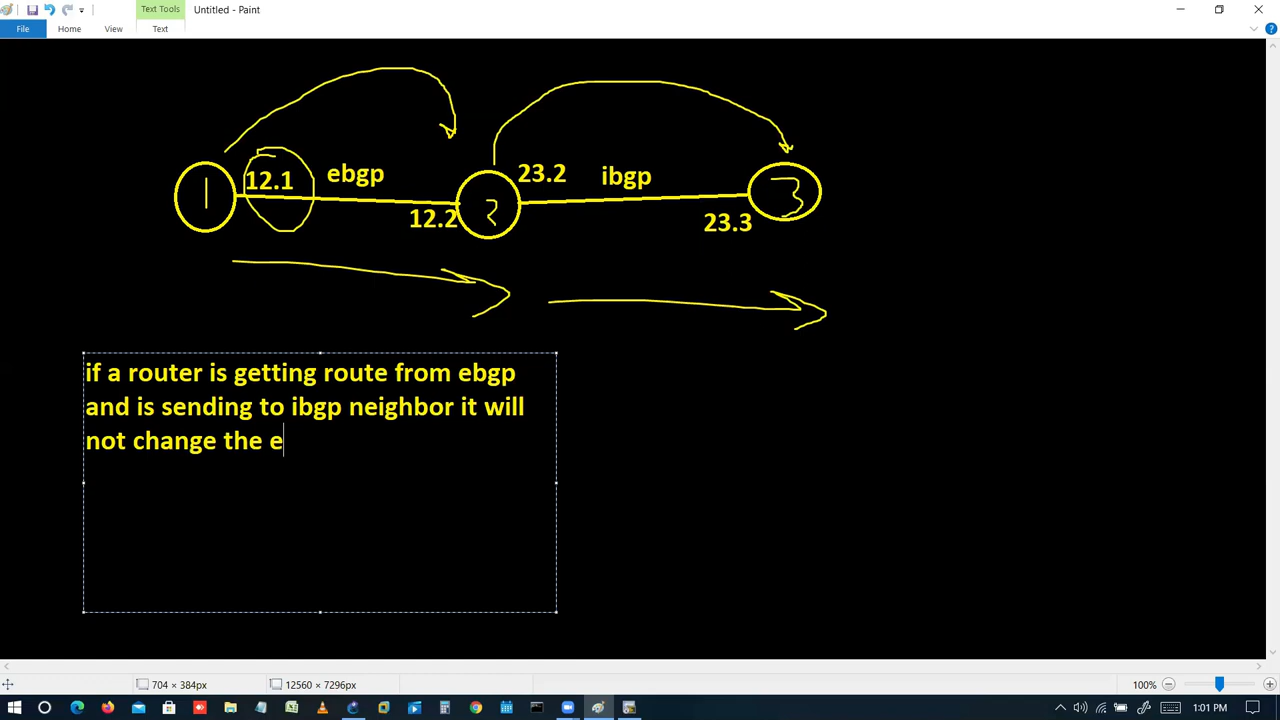 Text Tools
Untitled - Paint
File
Home
View
Text
12.1
ebgp
23.2
ibgp
1
2
3
12.2
23.3
if a router is getting route from ebgp
and is sending to ibgp neighbor it will
not change the e
704 × 384px
12560 × 7296px
100%
1:01 PM